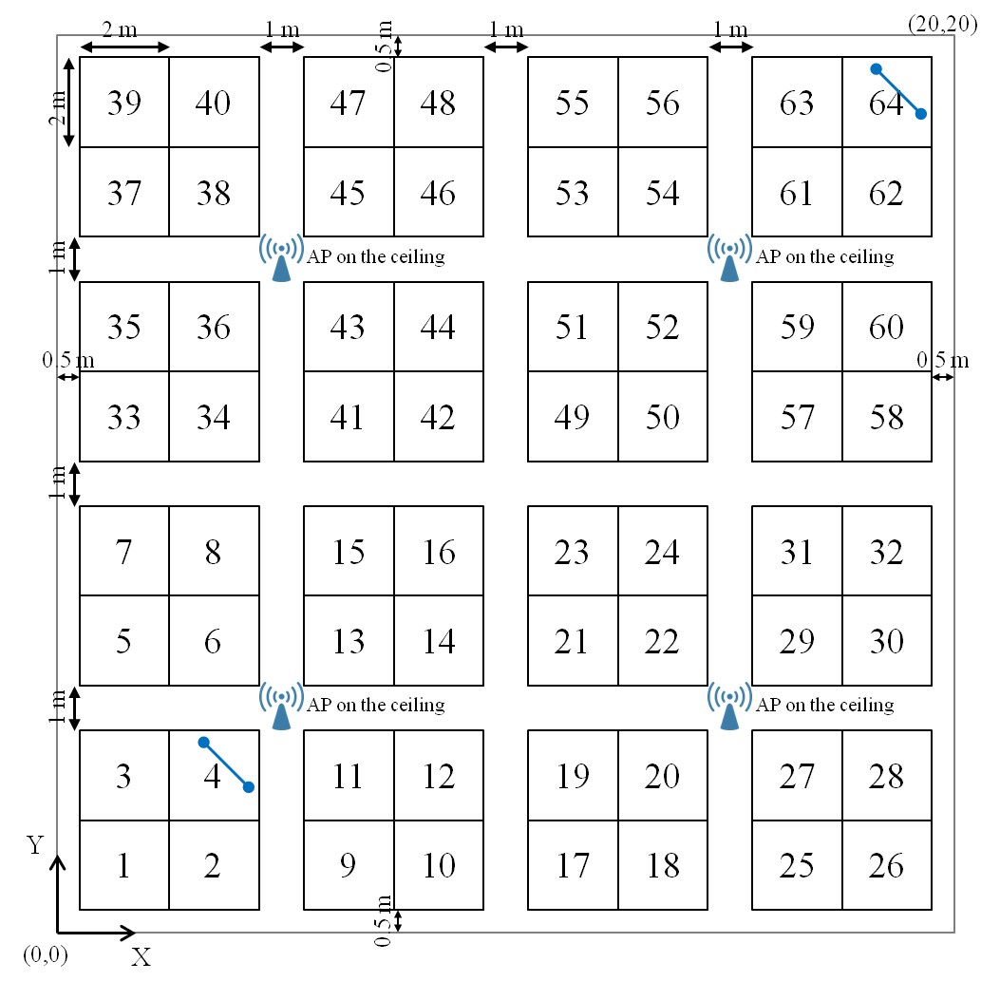 (20,20)
2 m
1 m
0.5 m
1 m
1 m
2 m
39 40 47 48 55 56 63 64
37 38 45 46 53 54 61 62
1 m
AP on the ceiling
AP on the ceiling
35 36 43 44 51 52 59 60
0.5 m
0.5 m
33 34 41 42 49 50 57 58
1 m
7 8 15 16 23 24 31 32
5 6 13 14 21 22 29 30
1 m
AP on the ceiling
AP on the ceiling
3 4 11 12 19 20 27 28
1 2 9 10 17 18 25 26
Y
0.5 m
(0,0)
X